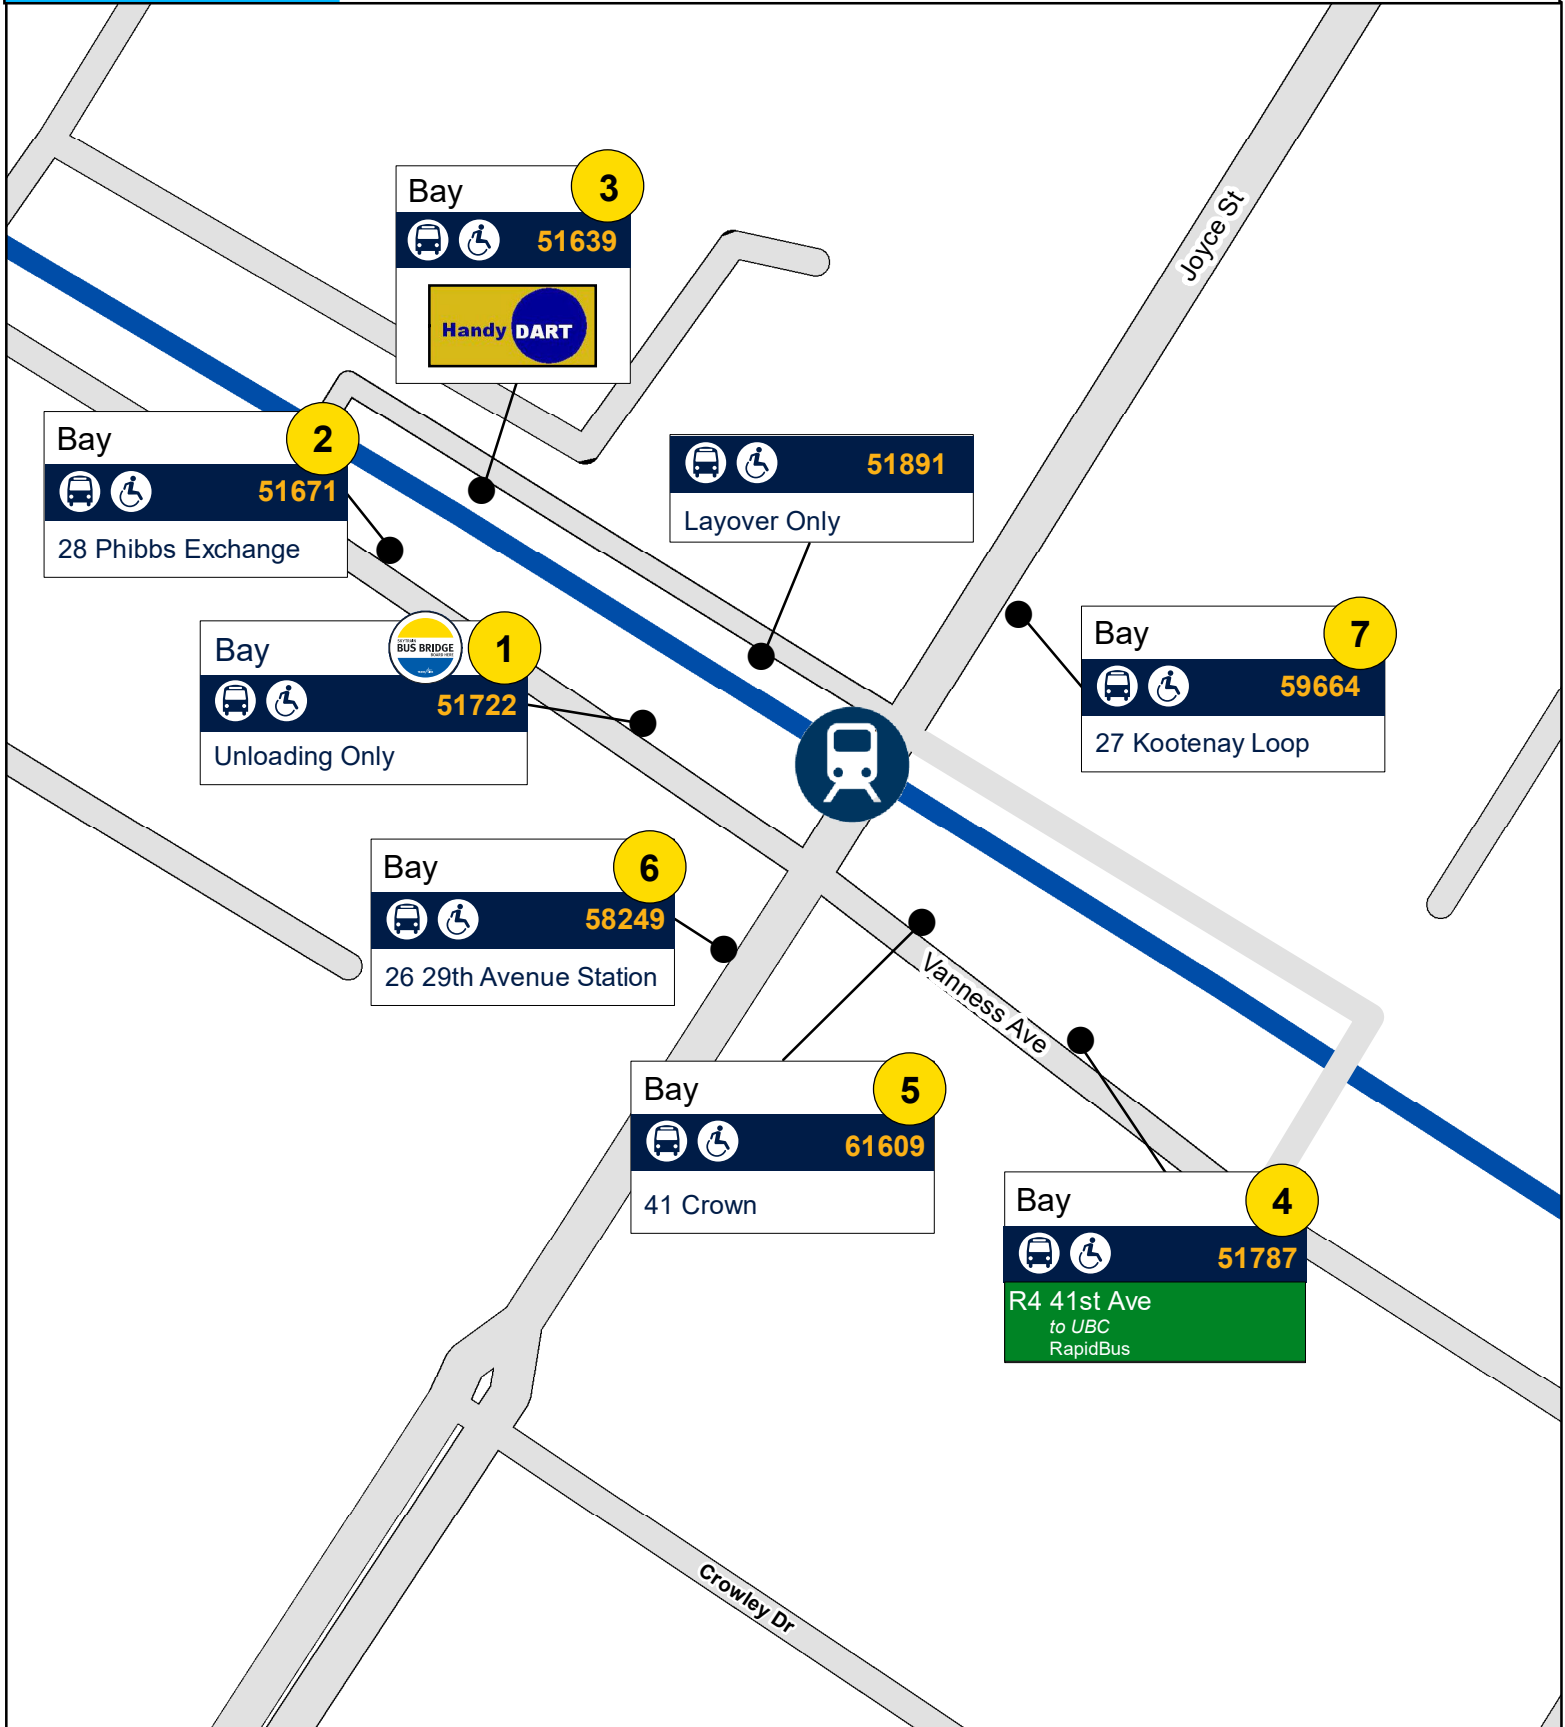 Joyce St
Bay
3
51639
Handy DART
Bay
2
51671
28 Phibbs Exchange
51891
Layover Only
Bay
BUS BRIDGE
1
51722
Unloading Only
Bay
7
59664
27 Kootenay Loop
Bay
6
58249
26 29th Avenue Station
Vanness Ave
Bay
5
61609
41 Crown
Bay
4
51787
R4 41st Ave
to UBC
RapidBus
Crowley Dr